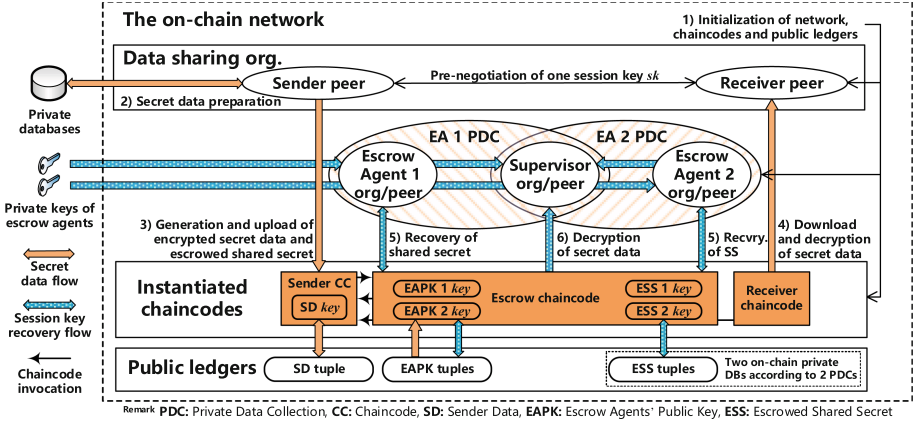 The on-chain network
1) Initialization of network,
chaincodes and public ledgers
Data sharing org.
Sender peer
Pre-negotiation of one session key sk
Receiver peer
2) Secret data preparation
Private
databases
EA 1 PDC
EA 2 PDC
Escrow
Agent 1
org/peer
Supervisor
org/peer
Escrow
Agent 2
org/peer
Private keys of
escrow agents
3) Generation and upload of
encrypted secret data and
escrowed shared secret
5) Recovery of
shared secret
6) Decryption
of secret data
5) Recvry.
of SS
4) Download
and decryption
of secret data
Secret
data flow
Session key
recovery flow
Chaincode
invocation
Instantiated
chaincodes
Sender CC
SD key
EAPK 1 key
EAPK 2 key
Escrow chaincode
ESS 1 key
ESS 2 key
Receiver
chaincode
Public ledgers
SD tuple
EAPK tuples
ESS tuples
Two on-chain private
DBs according to 2 PDCs
Remark PDC: Private Data Collection, CC: Chaincode, SD: Sender Data, EAPK: Escrow Agents' Public Key, ESS: Escrowed Shared Secret